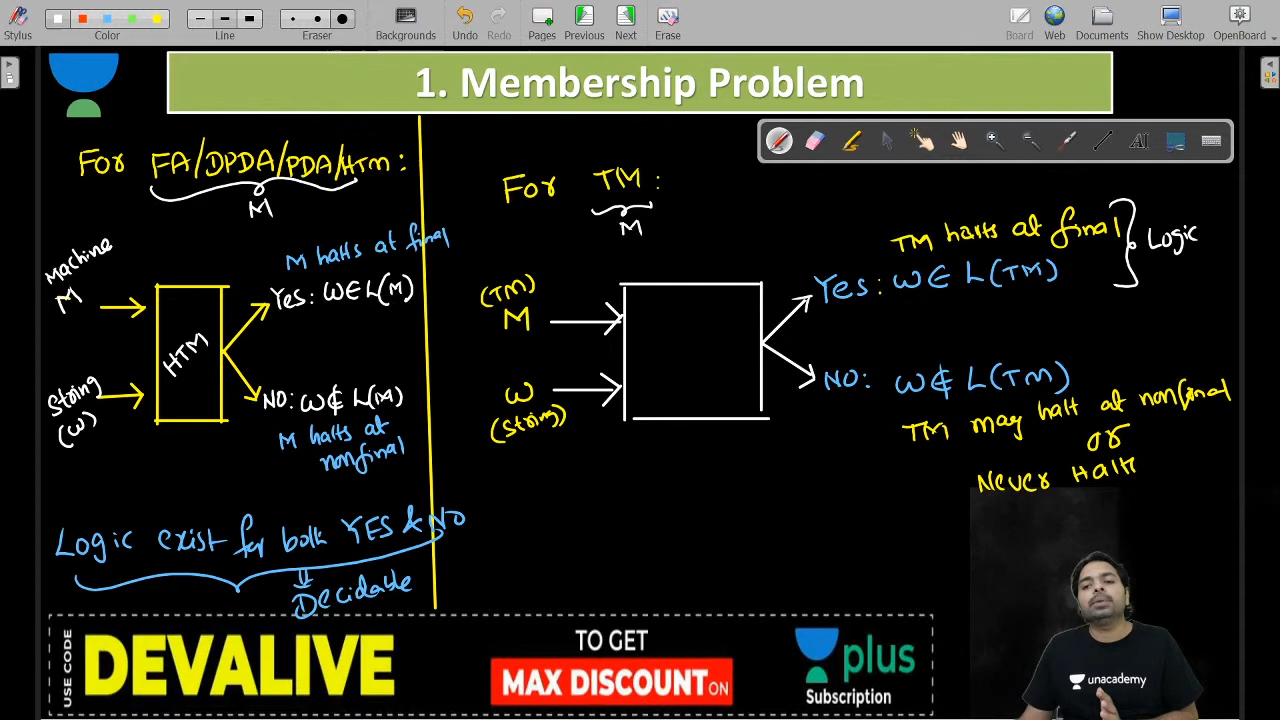 Stylus
Color
Line
Eraser
Backgrounds
Undo
Redo
Pages
Previous
Next
Erase
Board
Web
Documents
Show Desktop
OpenBoard
1. Membership Problem
For FA/DPDA/PDA/HTM:
M
Machine
M
String
(w)
HTM
M halts at final
Yes: w∈L(M)
NO: w∉L(M)
M halts at
nonfinal
Logic exist for both YES & NO
⇓
Decidable
For TM:
M
(TM)
M
w
(String)
TM halts at final
Yes: w∈L(TM)
Logic
NO: w∉L(TM)
TM may halt at nonfinal
or
Never Halt
USE CODE
DEVALIVE
TO GET
MAX DISCOUNT ON
plus
Subscription
unacademy